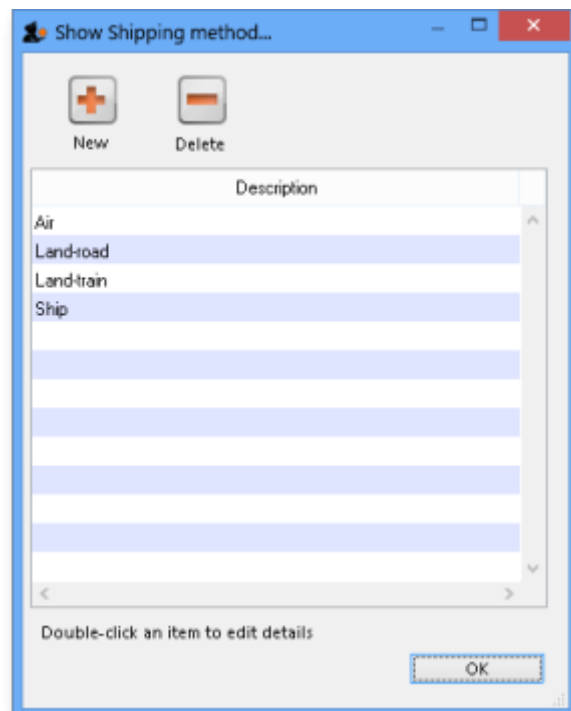 Show Shipping method...
New Delete
Description
Air
Land-road
Land-train
Ship
Double-click an item to edit details
OK